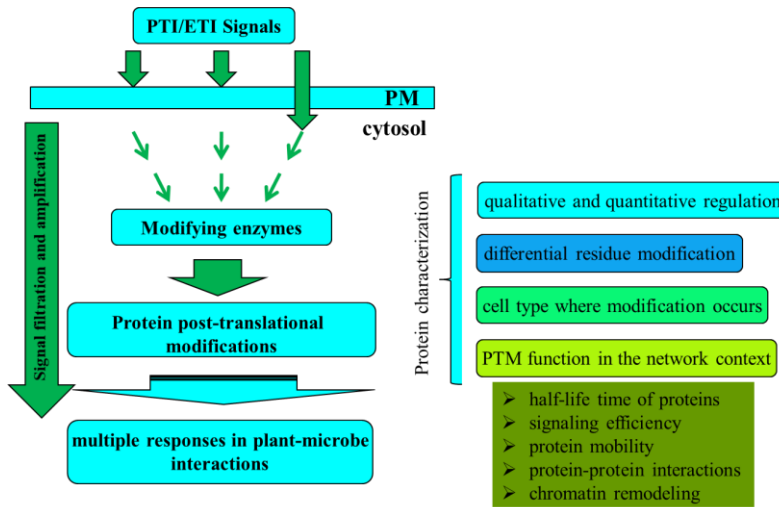 PTI/ETI Signals
PM
cytosol
Signal filtration and amplification
Modifying enzymes
Protein post-translational
modifications
multiple responses in plant-microbe
interactions
Protein characterization
qualitative and quantitative regulation
differential residue modification
cell type where modification occurs
PTM function in the network context
➢ half-life time of proteins
➢ signaling efficiency
➢ protein mobility
➢ protein-protein interactions
➢ chromatin remodeling